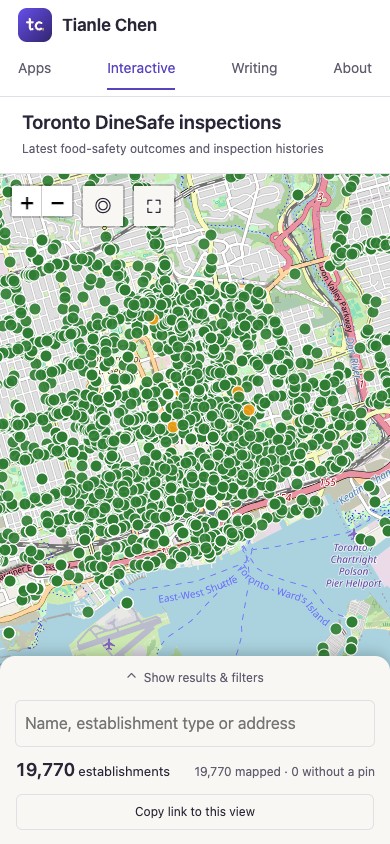 tc
Tianle Chen
Apps Interactive Writing About
Toronto DineSafe inspections
Latest food-safety outcomes and inspection histories
+ −
Don Valley Parkway
155
Toronto /
Chartright
Polson
Pier Heliport
East-West Shuttle
Toronto - Ward's Island
Show results & filters
Name, establishment type or address
19,770 establishments 19,770 mapped · 0 without a pin
Copy link to this view